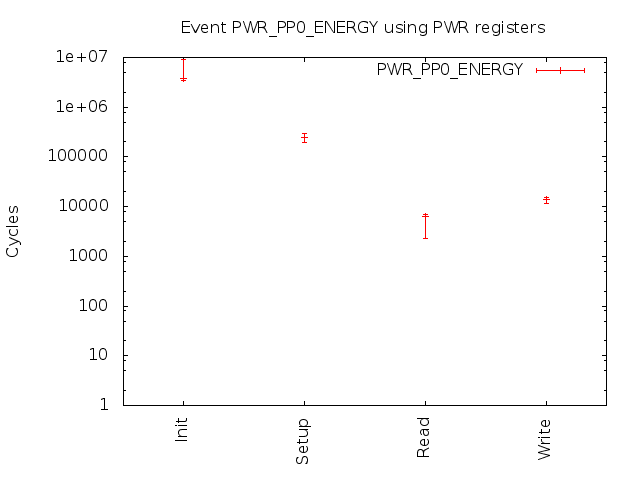 Event PWR_PP0_ENERGY using PWR registers
PWR_PP0_ENERGY
1e+07
1e+06
100000
10000
1000
100
10
1
Cycles
Init
Setup
Read
Write